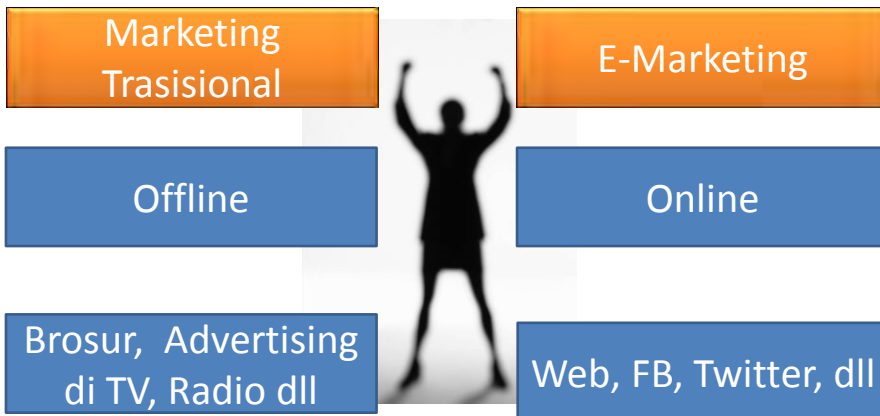 Marketing
Trasisional
E-Marketing
Offline
Online
Brosur, Advertising
di TV, Radio dll
Web, FB, Twitter, dll